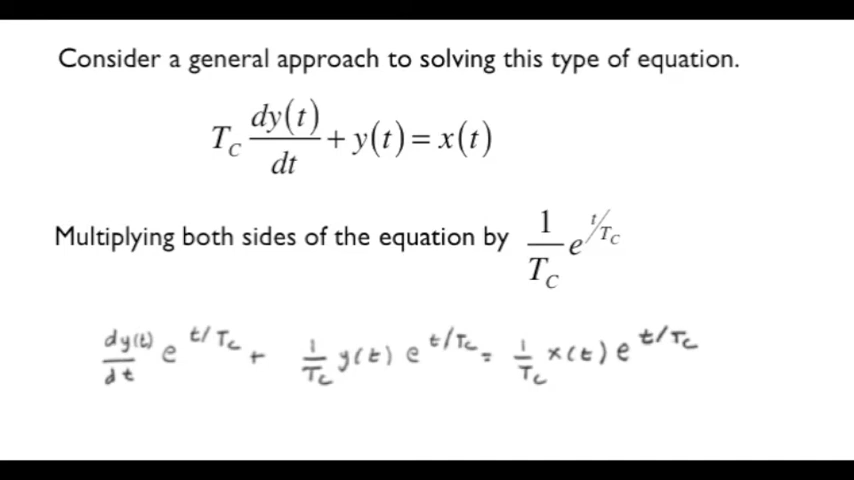 Consider a general approach to solving this type of equation.
T_C dy(t)/dt + y(t) = x(t)
Multiplying both sides of the equation by 1/T_C e^{t/T_C}
dy(t)/dt e^{t/T_C} + 1/T_C y(t) e^{t/T_C} = 1/T_C x(t) e^{t/T_C}